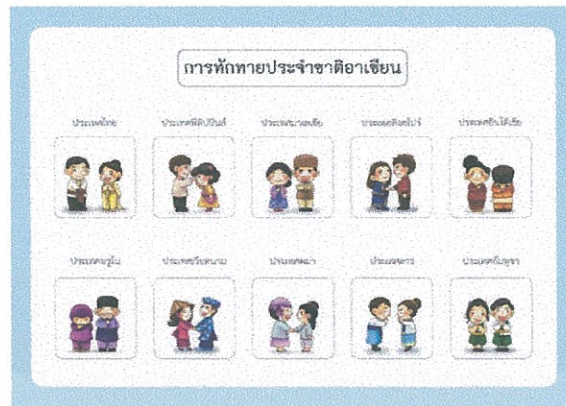 การทักทายประจำชาติอาเซียน
ประเทศไทย ประเทศฟิลิปปินส์ ประเทศมาเลเซีย ประเทศสิงคโปร์ ประเทศอินโดนีเซีย
ประเทศบรูไน ประเทศเวียดนาม ประเทศพม่า ประเทศลาว ประเทศกัมพูชา